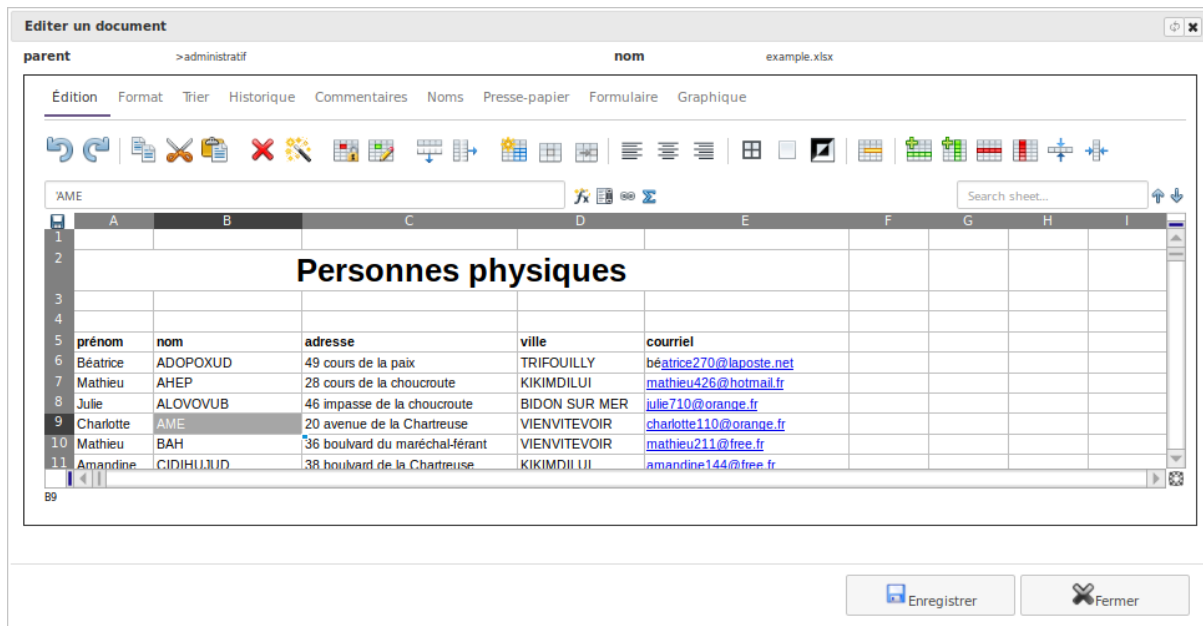 Editer un document
parent >administratif nom example.xlsx
Édition Format Trier Historique Commentaires Noms Presse-papier Formulaire Graphique
'AME Search sheet...
A B C D E F G H I
1
2 Personnes physiques
3
4
5 prénom nom adresse ville courriel
6 Béatrice ADOPOXUD 49 cours de la paix TRIFOUILLY béatrice270@laposte.net
7 Mathieu AHEP 28 cours de la choucroute KIKIMDILUI mathieu426@hotmail.fr
8 Julie ALOVOVUB 46 impasse de la choucroute BIDON SUR MER julie710@orange.fr
9 Charlotte AME 20 avenue de la Chartreuse VIENVITEVOIR charlotte110@orange.fr
10 Mathieu BAH 36 boulvard du maréchal-férant VIENVITEVOIR mathieu211@free.fr
11 Amandine CIDIHUJUD 38 boulvard de la Chartreuse KIKIMDILUI amandine144@free.fr
B9
Enregistrer Fermer